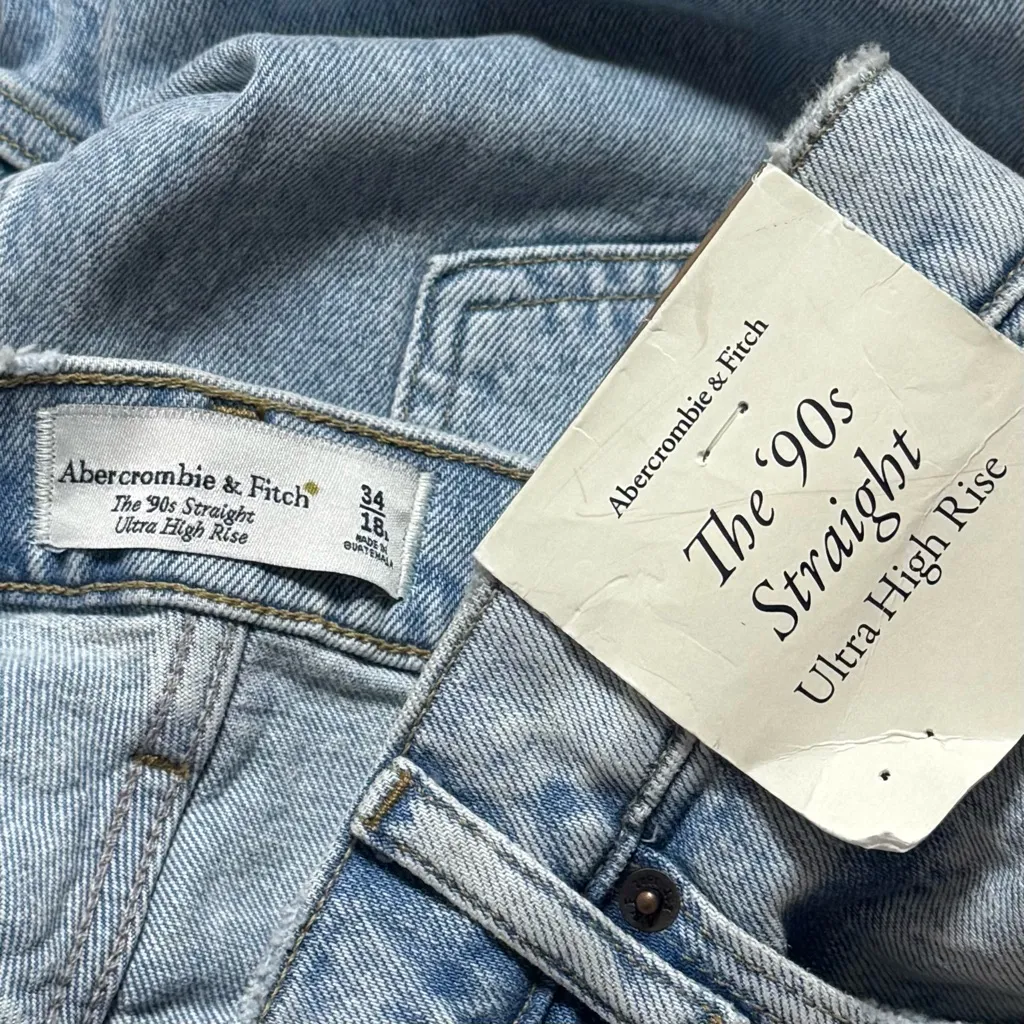 Abercrombie & Fitch
The '90s Straight
Ultra High Rise
34
18
MADE IN
GUATEMALA
Abercrombie & Fitch
The '90s
Straight
Ultra High Rise